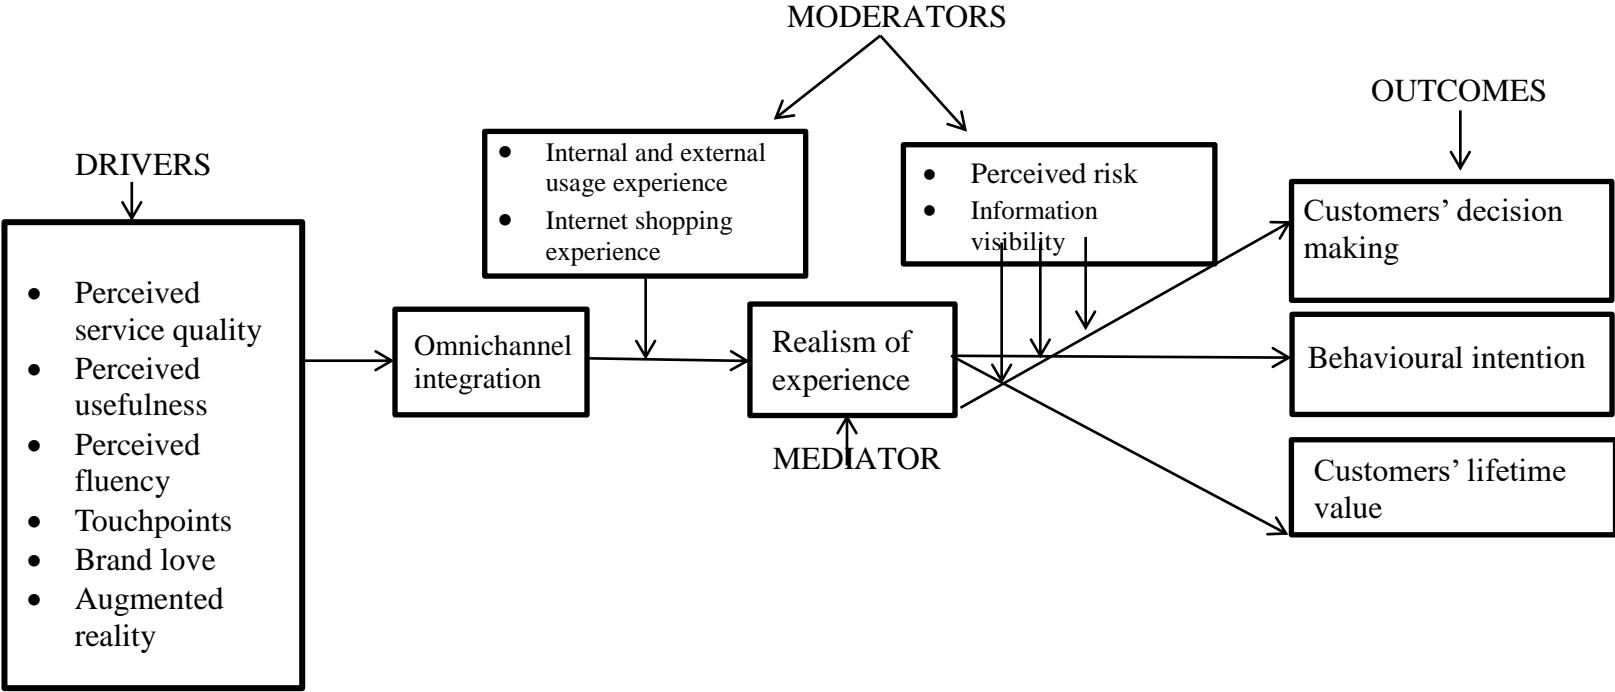 MODERATORS
OUTCOMES
DRIVERS
• Internal and external
usage experience
• Internet shopping
experience
• Perceived risk
• Information
visibility
Customers’ decision
making
• Perceived
service quality
• Perceived
usefulness
• Perceived
fluency
• Touchpoints
• Brand love
• Augmented
reality
Omnichannel
integration
Realism of
experience
MEDIATOR
Behavioural intention
Customers’ lifetime
value